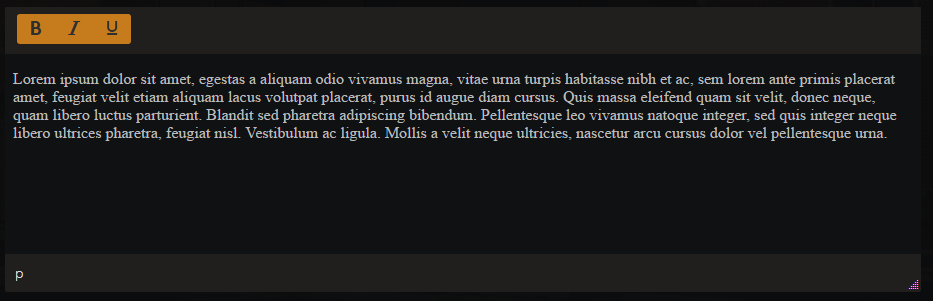 B I U
Lorem ipsum dolor sit amet, egestas a aliquam odio vivamus magna, vitae urna turpis habitasse nibh et ac, sem lorem ante primis placerat
amet, feugiat velit etiam aliquam lacus volutpat placerat, purus id augue diam cursus. Quis massa eleifend quam sit velit, donec neque,
quam libero luctus parturient. Blandit sed pharetra adipiscing bibendum. Pellentesque leo vivamus natoque integer, sed quis integer neque
libero ultrices pharetra, feugiat nisl. Vestibulum ac ligula. Mollis a velit neque ultricies, nascetur arcu cursus dolor vel pellentesque urna.
p